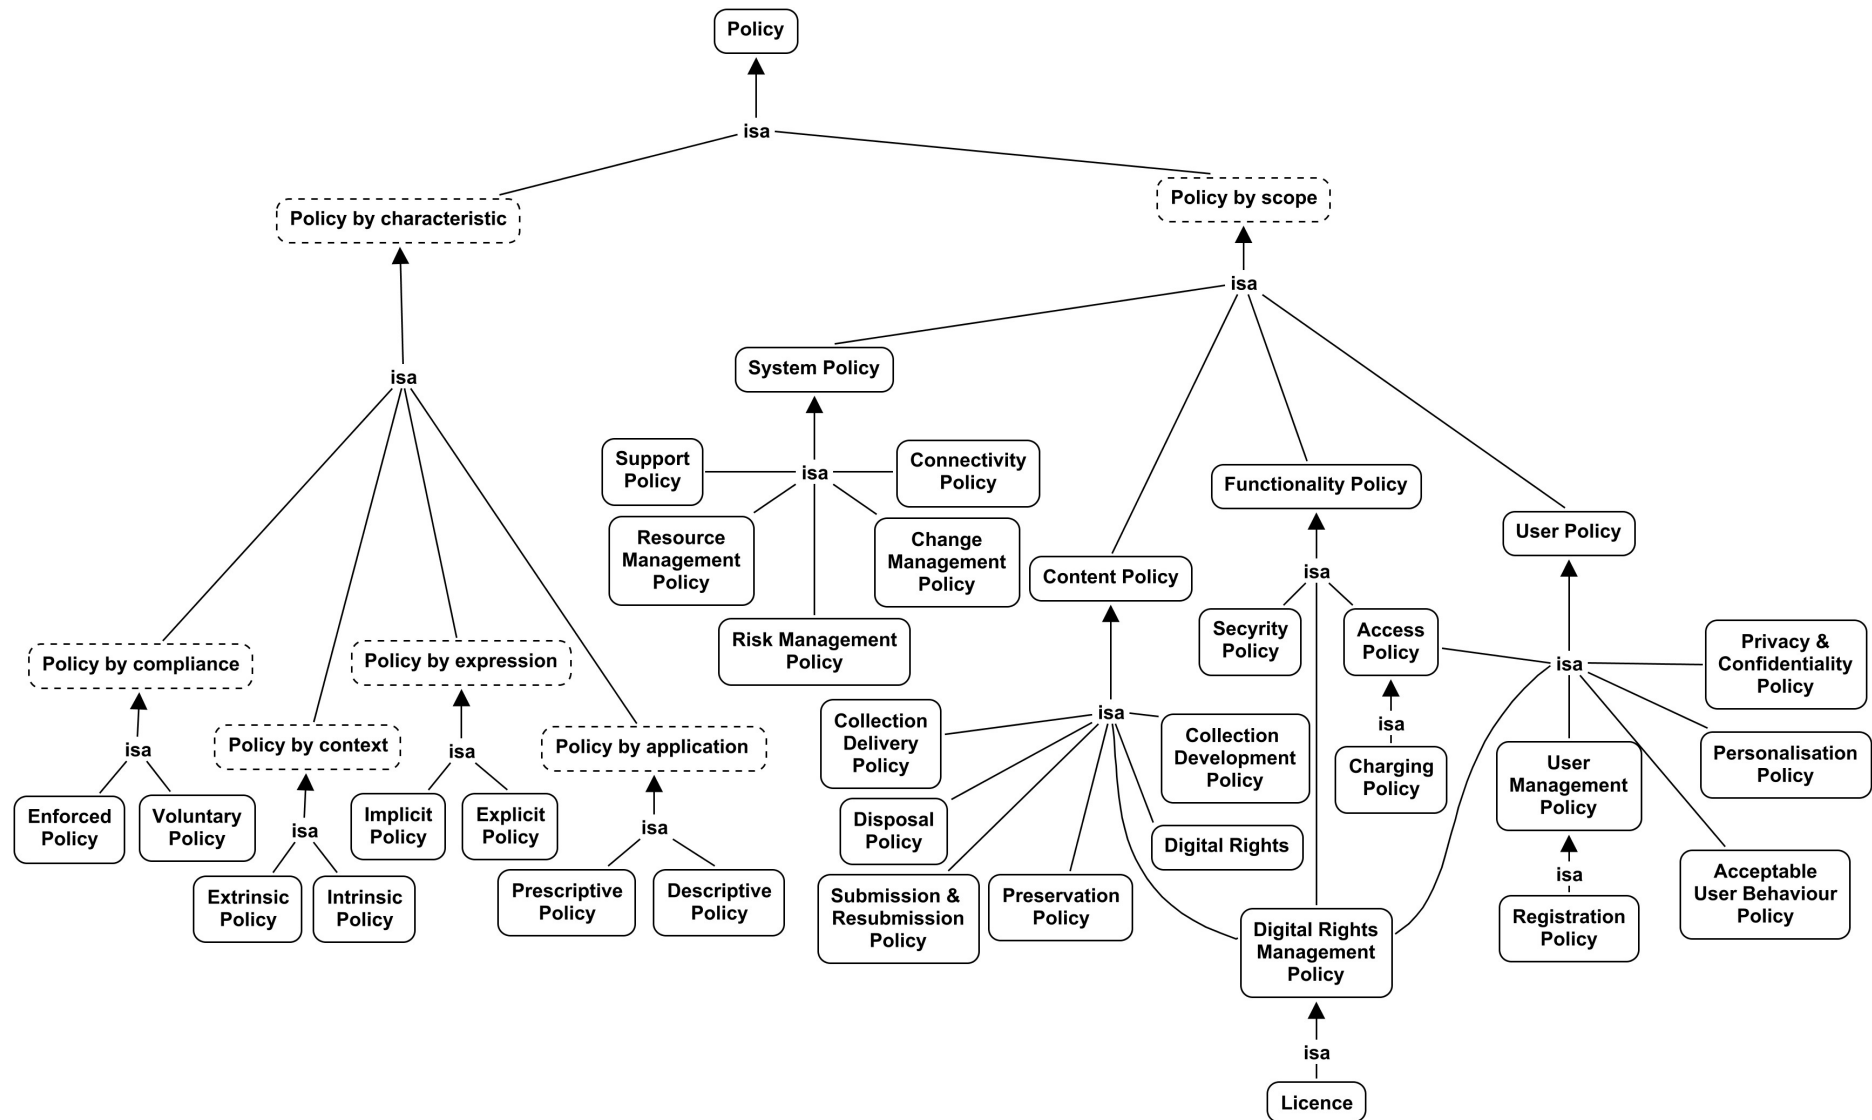 Policy
isa
Policy by characteristic
Policy by scope
isa
isa
System Policy
Support
Policy
isa
Connectivity
Policy
Resource
Management
Policy
Change
Management
Policy
Risk Management
Policy
Functionality Policy
User Policy
Content Policy
isa
Secyrity
Policy
Access
Policy
isa
Charging
Policy
isa
Privacy &
Confidentiality
Policy
Personalisation
Policy
User
Management
Policy
Acceptable
User Behaviour
Policy
isa
Registration
Policy
Policy by compliance
Policy by expression
Policy by context
Policy by application
isa
Enforced
Policy
Voluntary
Policy
isa
Extrinsic
Policy
Intrinsic
Policy
isa
Implicit
Policy
Explicit
Policy
isa
Prescriptive
Policy
Descriptive
Policy
isa
Collection
Delivery
Policy
Collection
Development
Policy
Disposal
Policy
Digital Rights
Submission &
Resubmission
Policy
Preservation
Policy
Digital Rights
Management
Policy
isa
Licence